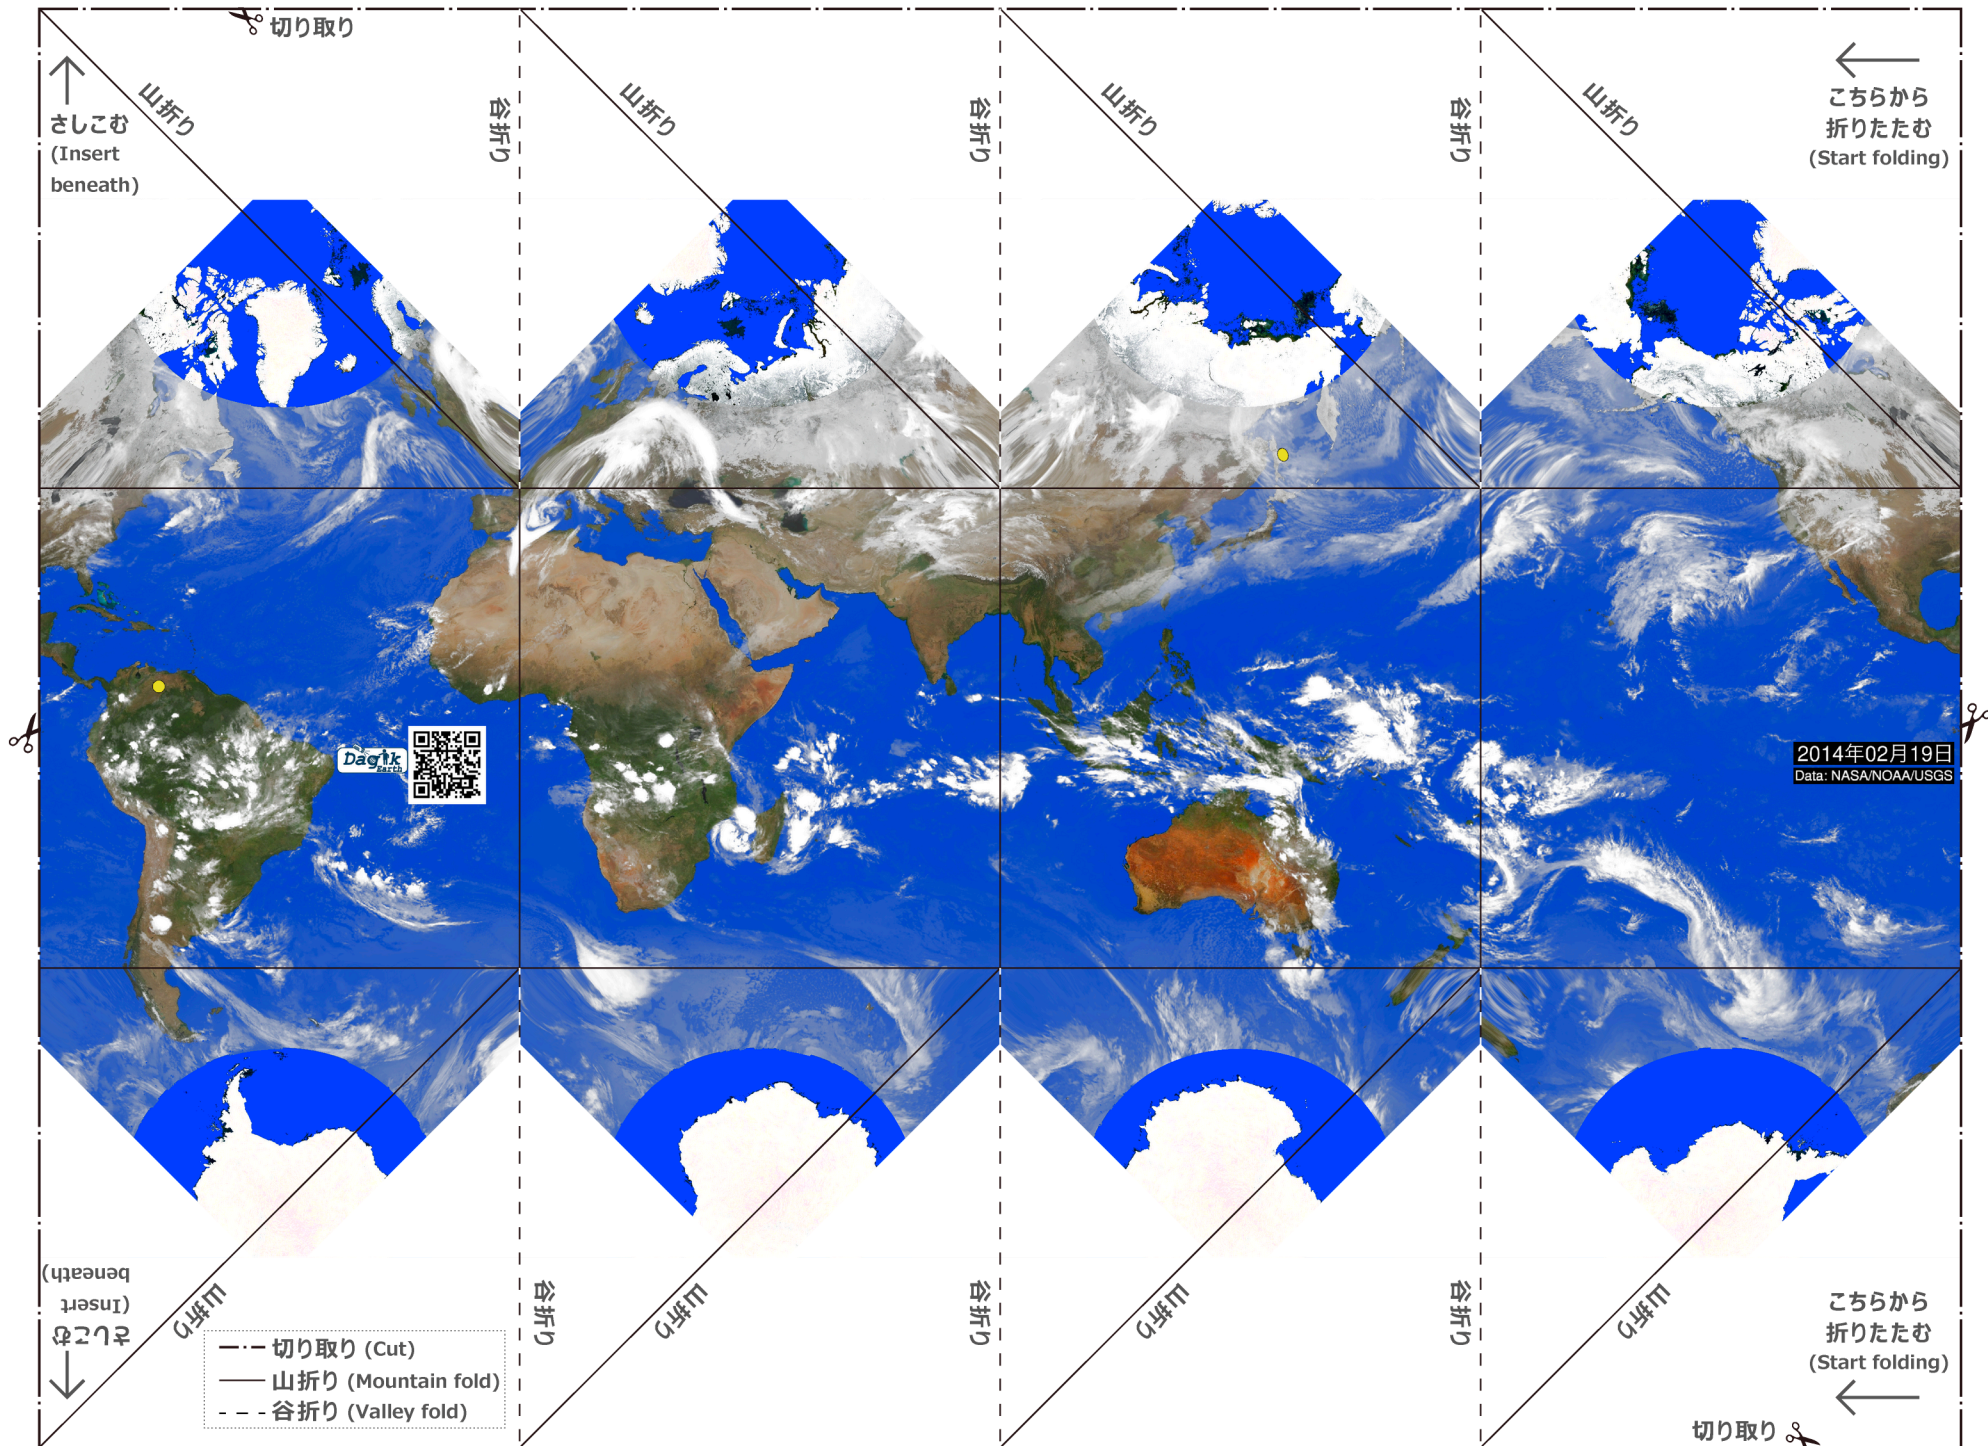 切り取り
山折り
山折り
山折り
山折り
谷折り
谷折り
谷折り
さしこむ
(Insert
beneath)
こちらから
折りたたむ
(Start folding)
Dagik
Earth
2014年02月19日
Data: NASA/NOAA/USGS
さしこむ
(Insert
beneath)
山折り
山折り
山折り
山折り
谷折り
谷折り
谷折り
こちらから
折りたたむ
(Start folding)
切り取り (Cut)
山折り (Mountain fold)
谷折り (Valley fold)
切り取り